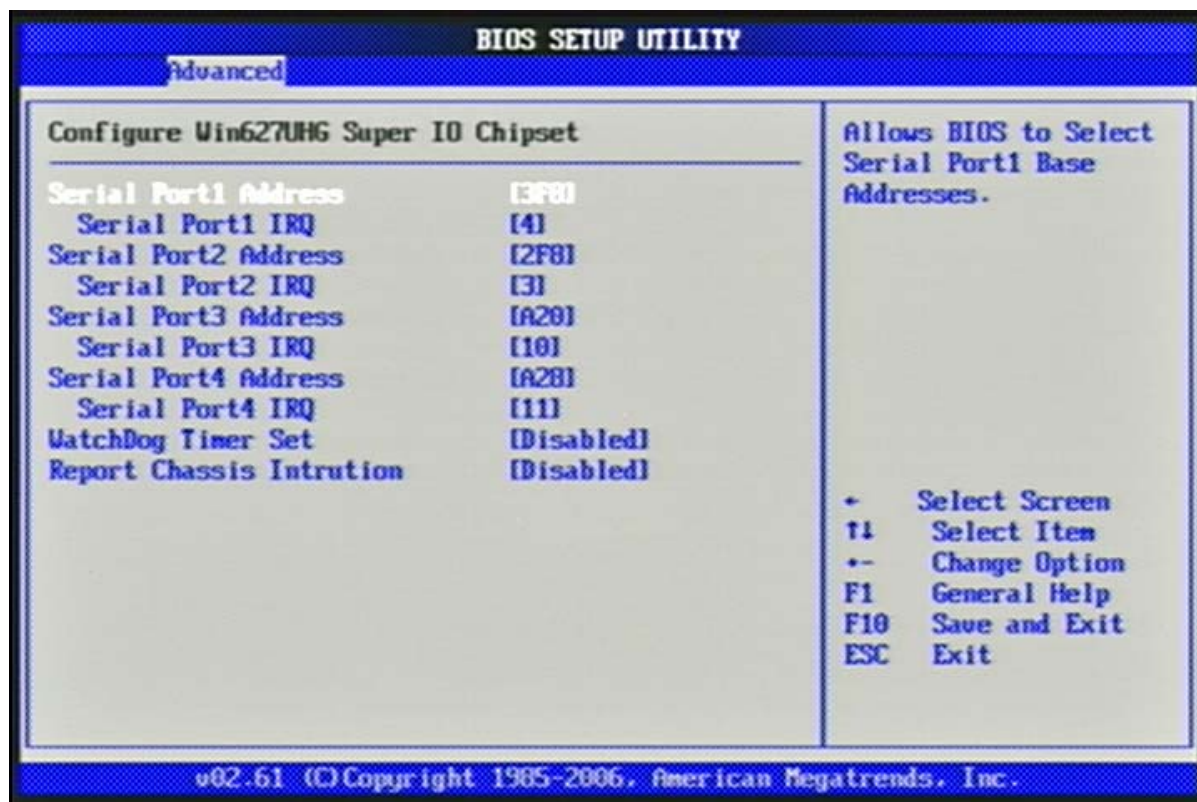 BIOS SETUP UTILITY
Advanced
Configure Win627UHG Super IO Chipset
Serial Port1 Address [3F8]
Serial Port1 IRQ [4]
Serial Port2 Address [2F8]
Serial Port2 IRQ [3]
Serial Port3 Address [A20]
Serial Port3 IRQ [10]
Serial Port4 Address [A28]
Serial Port4 IRQ [11]
WatchDog Timer Set [Disabled]
Report Chassis Intrution [Disabled]
Allows BIOS to Select
Serial Port1 Base
Addresses.
← Select Screen
↑↓ Select Item
+- Change Option
F1 General Help
F10 Save and Exit
ESC Exit
v02.61 (C)Copyright 1985-2006, American Megatrends, Inc.